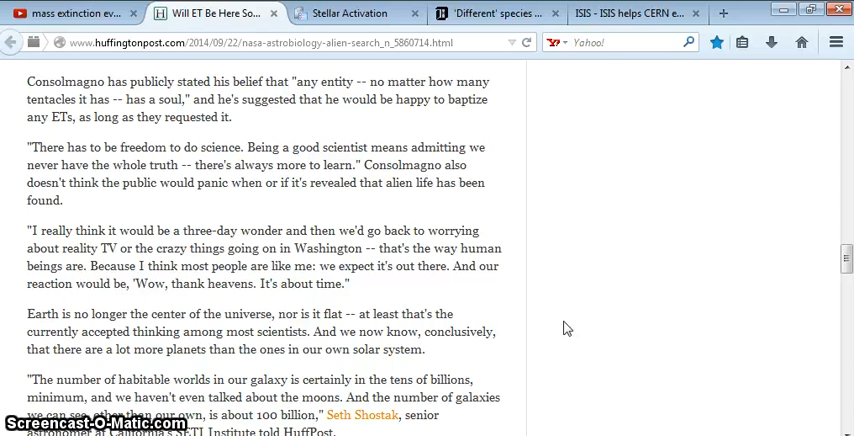 mass extinction ev...
Will ET Be Here So...
Stellar Activation
'Different' species ...
ISIS - ISIS helps CERN e...
www.huffingtonpost.com/2014/09/22/nasa-astrobiology-alien-search_n_5860714.html
Yahoo!
Consolmagno has publicly stated his belief that "any entity -- no matter how many
tentacles it has -- has a soul," and he's suggested that he would be happy to baptize
any ETs, as long as they requested it.
"There has to be freedom to do science. Being a good scientist means admitting we
never have the whole truth -- there's always more to learn." Consolmagno also
doesn't think the public would panic when or if it's revealed that alien life has been
found.
"I really think it would be a three-day wonder and then we'd go back to worrying
about reality TV or the crazy things going on in Washington -- that's the way human
beings are. Because I think most people are like me: we expect it's out there. And our
reaction would be, 'Wow, thank heavens. It's about time."
Earth is no longer the center of the universe, nor is it flat -- at least that's the
currently accepted thinking among most scientists. And we now know, conclusively,
that there are a lot more planets than the ones in our own solar system.
"The number of habitable worlds in our galaxy is certainly in the tens of billions,
minimum, and we haven't even talked about the moons. And the number of galaxies
we can see, other than our own, is about 100 billion," Seth Shostak, senior
astronomer at California's SETI Institute told HuffPost.
Screencast-O-Matic.com